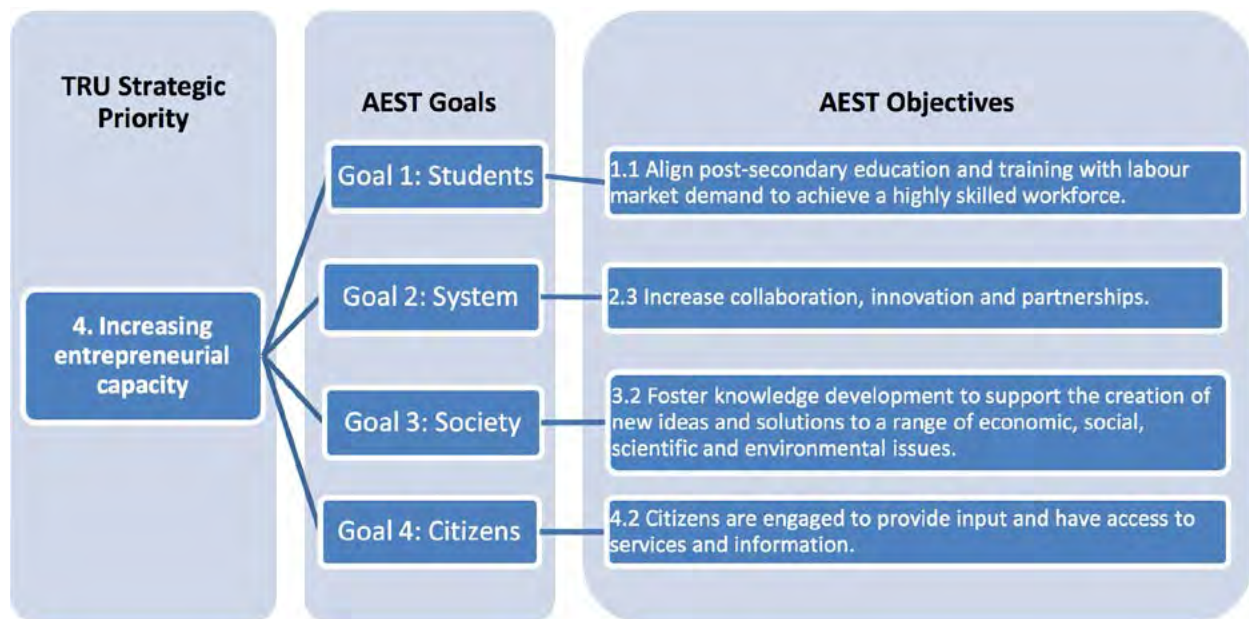 TRU Strategic
Priority
AEST Goals
AEST Objectives
4. Increasing
entrepreneurial
capacity
Goal 1: Students
1.1 Align post-secondary education and training with labour
market demand to achieve a highly skilled workforce.
Goal 2: System
2.3 Increase collaboration, innovation and partnerships.
Goal 3: Society
3.2 Foster knowledge development to support the creation of
new ideas and solutions to a range of economic, social,
scientific and environmental issues.
Goal 4: Citizens
4.2 Citizens are engaged to provide input and have access to
services and information.